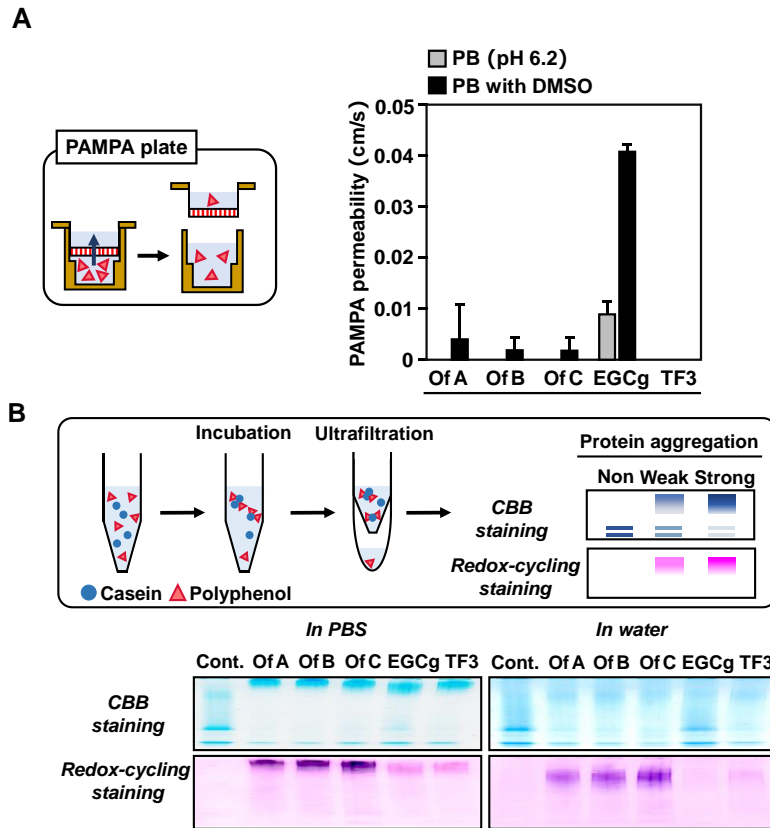 A
PB (pH 6.2)
PB with DMSO
PAMPA plate
PAMPA permeability (cm/s)
0.05
0.04
0.03
0.02
0.01
0
Of A Of B Of C EGCg TF3
B
Incubation Ultrafiltration
Casein Polyphenol
Protein aggregation
Non Weak Strong
CBB
staining
Redox-cycling
staining
In PBS In water
Cont. Of A Of B Of C EGCg TF3 Cont. Of A Of B Of C EGCg TF3
CBB
staining
Redox-cycling
staining